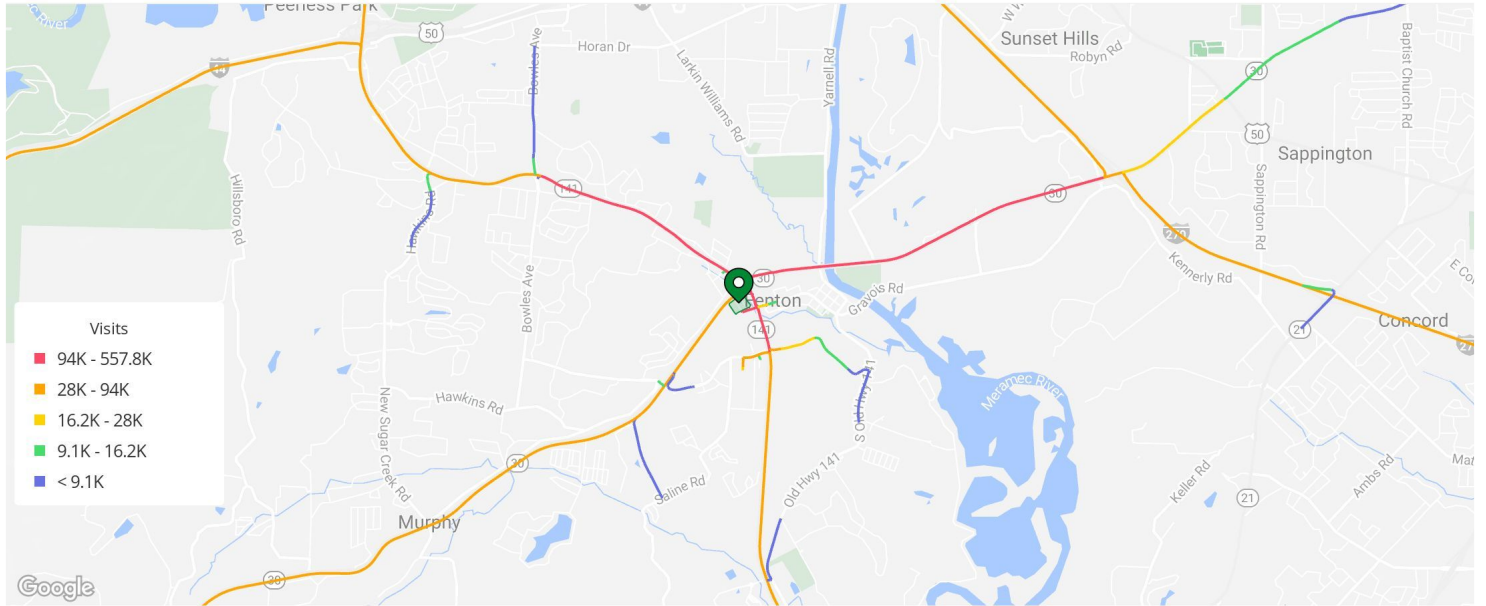 Peerless Park
50
Horan Dr
Bowles Ave
Larkin Williams Rd
Yarnell Rd
Sunset Hills
Robyn Rd
30
Baptist Church Rd
50
Sappington
44
141
Hillsboro Rd
Hawkins Rd
30
Sappington Rd
270
Kennerly Rd
30
Fenton
Gravois Rd
Bowles Ave
141
21
Concord
Visits
94K - 557.8K
28K - 94K
16.2K - 28K
9.1K - 16.2K
< 9.1K
New Sugar Creek Rd
Hawkins Rd
S Old Hwy 141
Meramec River
30
Saline Rd
Old Hwy 141
Keller Rd
21
Ambs Rd
Murphy
30
Google